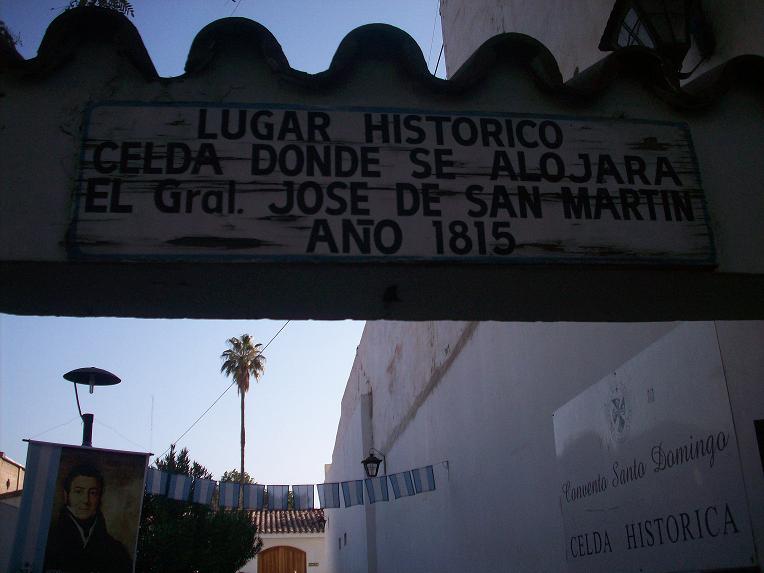 LUGAR HISTORICO
CELDA DONDE SE ALOJARA
EL Gral. JOSE DE SAN MARTIN
AÑO 1815
Convento Santo Domingo
CELDA HISTORICA